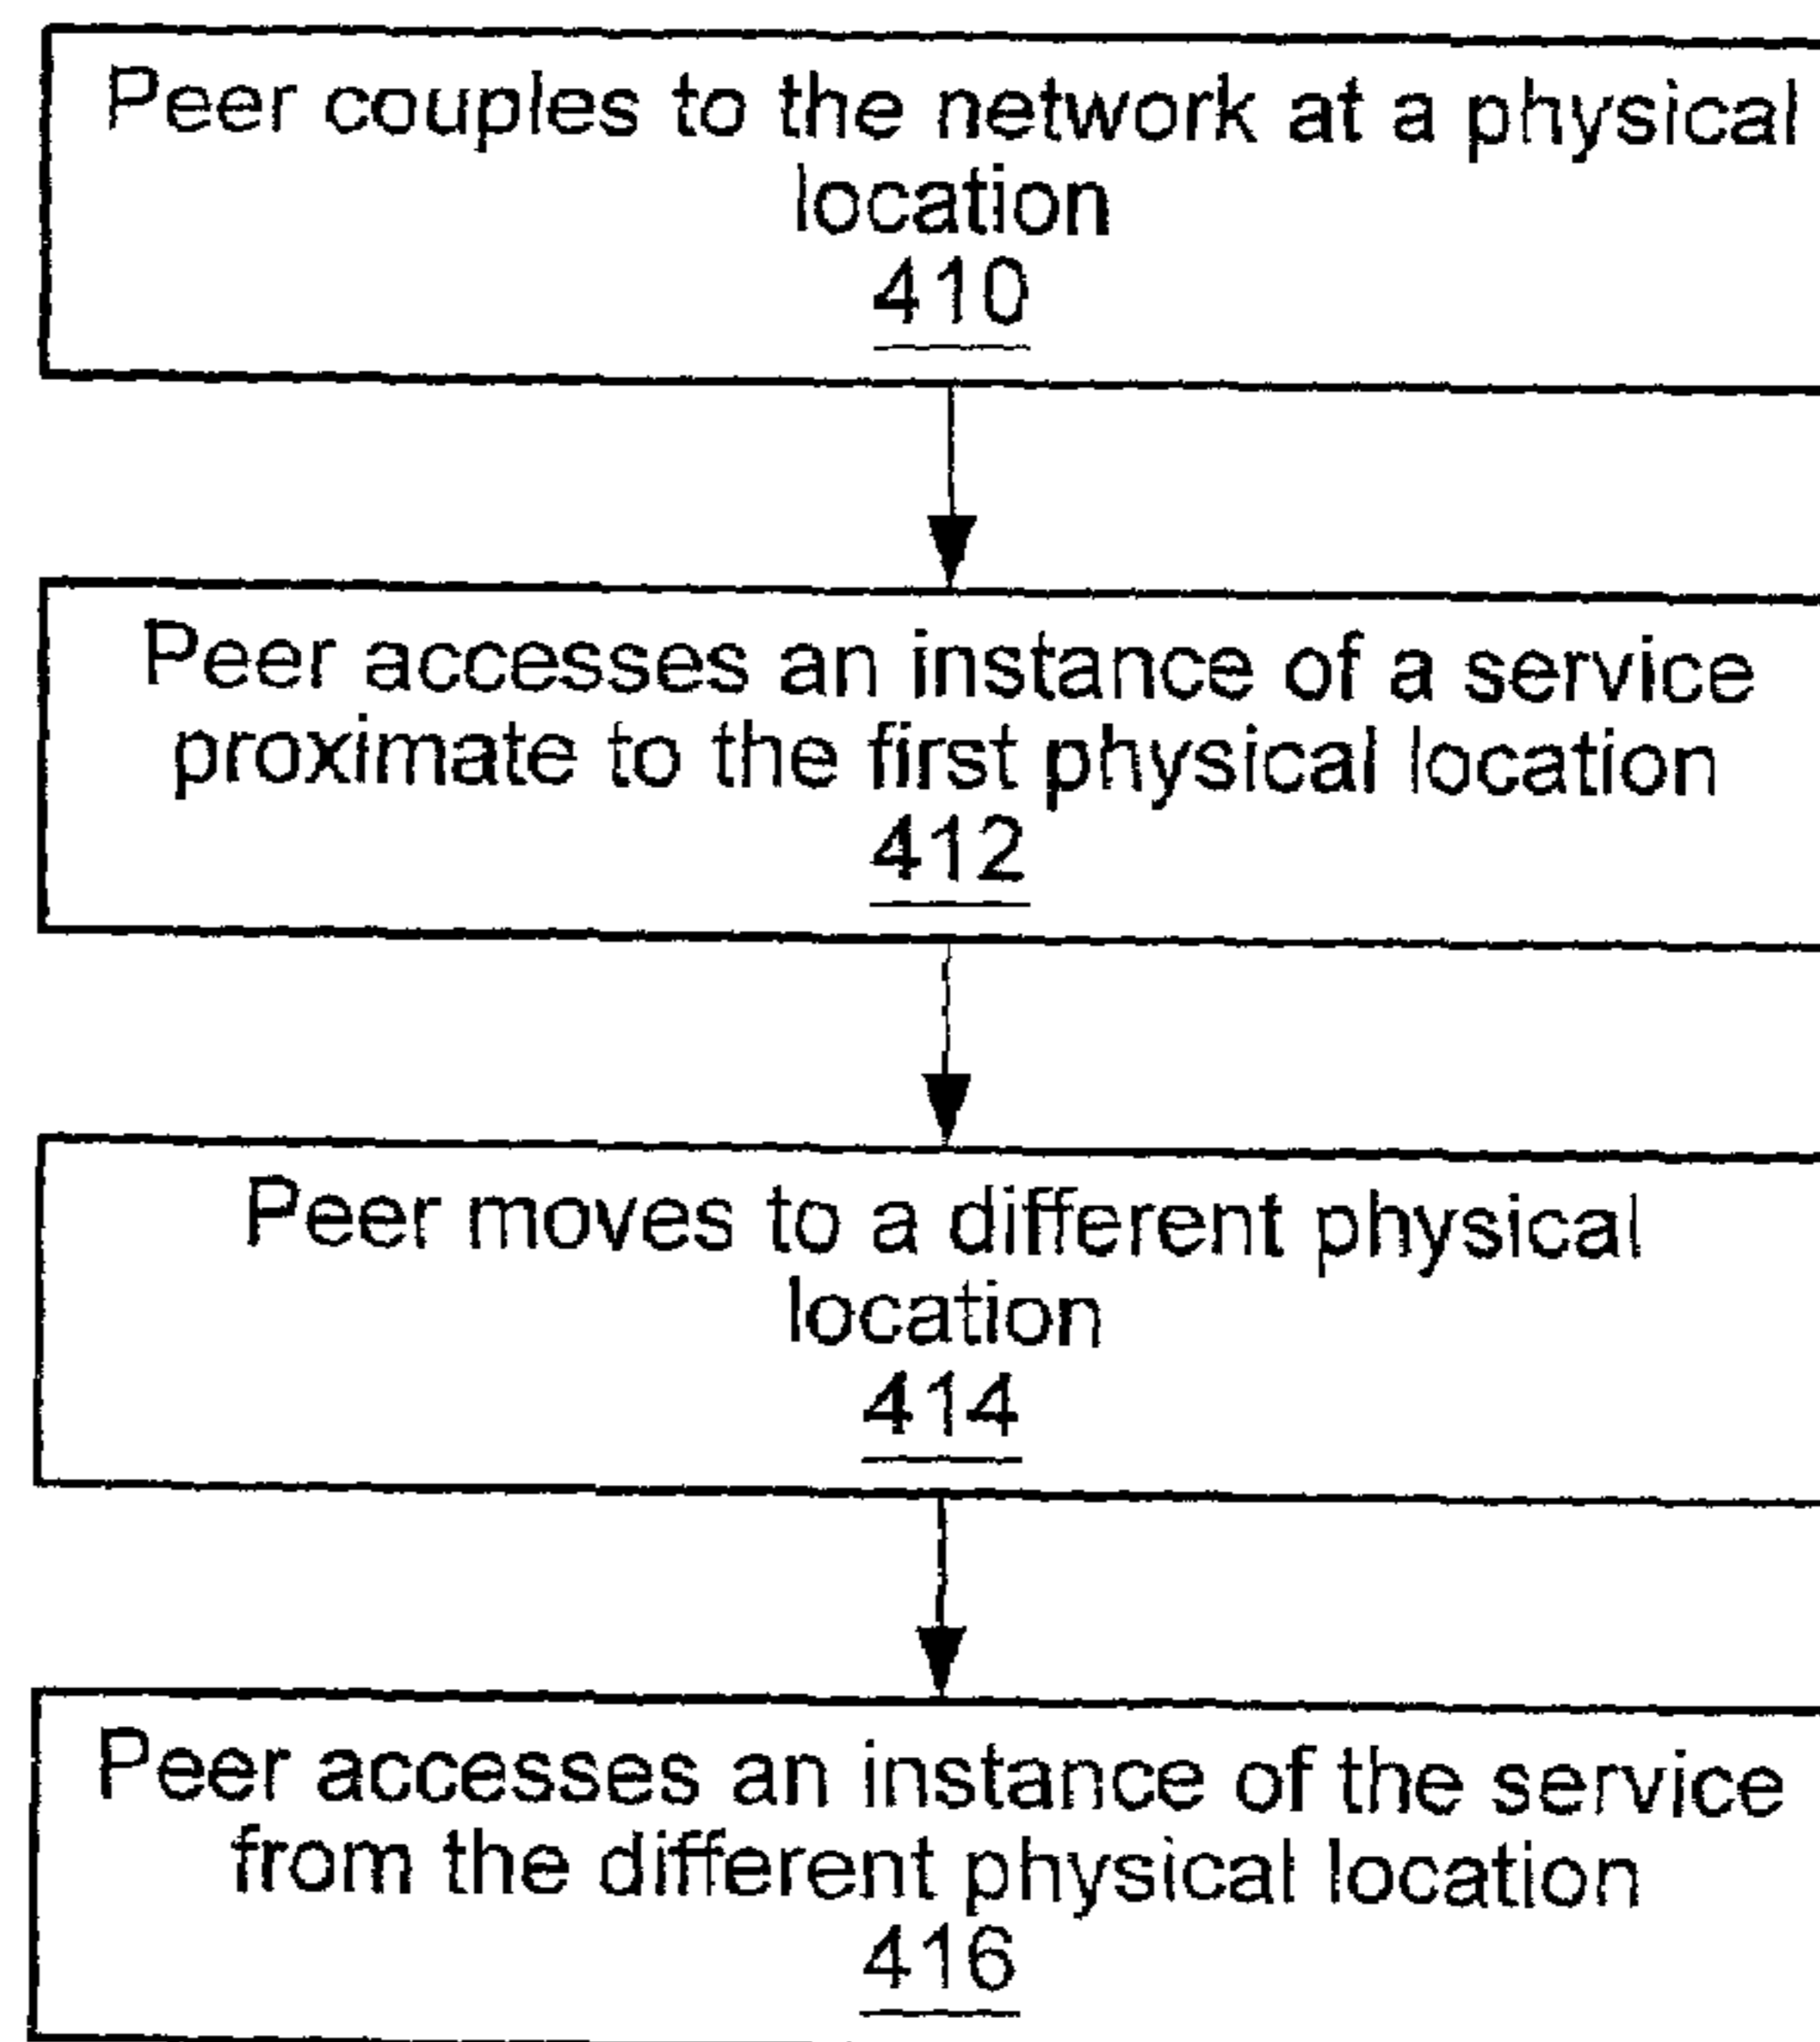 Peer couples to the network at a physical
location
410
Peer accesses an instance of a service
proximate to the first physical location
412
Peer moves to a different physical
location
414
Peer accesses an instance of the service
from the different physical location
416